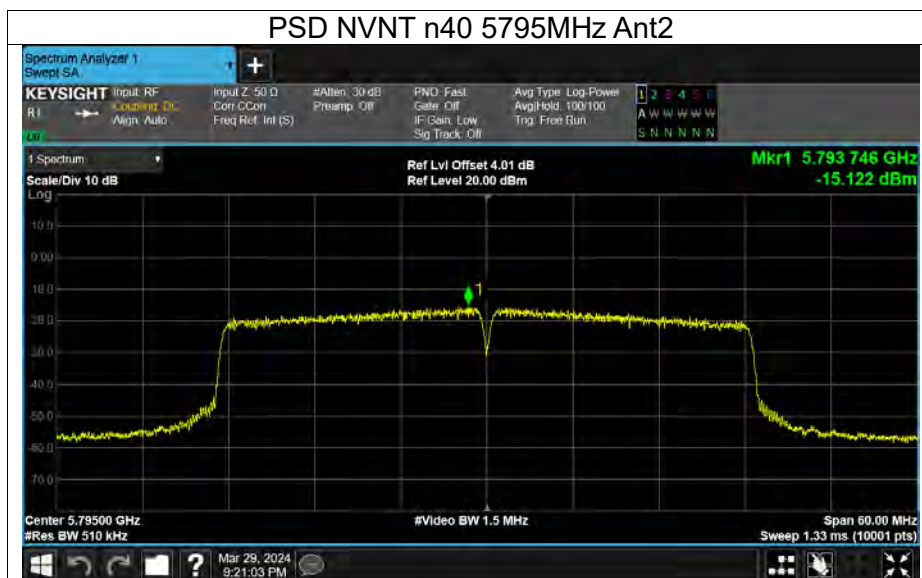 PSD NVNT n40 5795MHz Ant2
Spectrum Analyzer 1
Swept SA
+
KEYSIGHT Input: RF Input Z: 50 Ω #Atten: 30 dB PNO: Fast Avg Type: Log-Power 1 2 3 4 5 6
RL Coupling: DC Corr CCorr Preamp: Off Gate: Off Avg|Hold: 100/100 A W W W W W
Align: Auto Freq Ref: Int (S) IF Gain: Low Trig: Free Run
Sig Track: Off S N N N N N
1 Spectrum Ref Lvl Offset 4.01 dB Mkr1 5.793 746 GHz
Scale/Div 10 dB Ref Level 20.00 dBm -15.122 dBm
Log
10.0
0.00
-10.0
1
-20.0
-30.0
-40.0
-50.0
-60.0
-70.0
Center 5.79500 GHz #Video BW 1.5 MHz Span 60.00 MHz
#Res BW 510 kHz Sweep 1.33 ms (10001 pts)
? Mar 29, 2024
9:21:03 PM